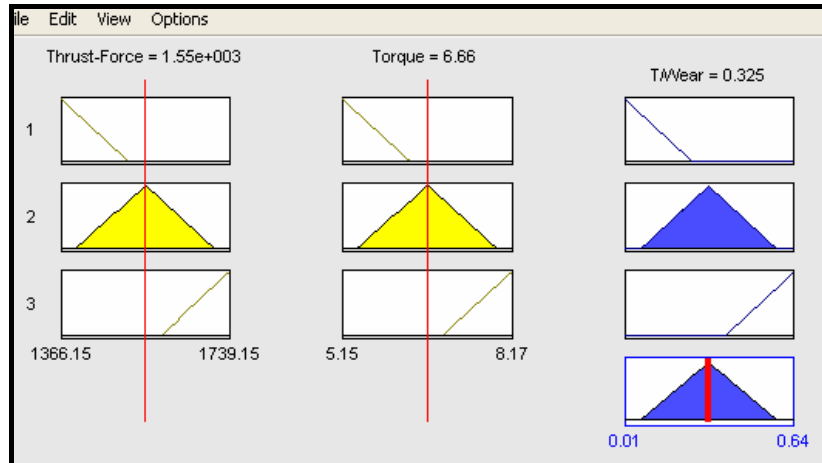 ile Edit View Options
Thrust-Force = 1.55e+003 Torque = 6.66 T/Wear = 0.325
1
2
3
1366.15 1739.15 5.15 8.17
0.01 0.64